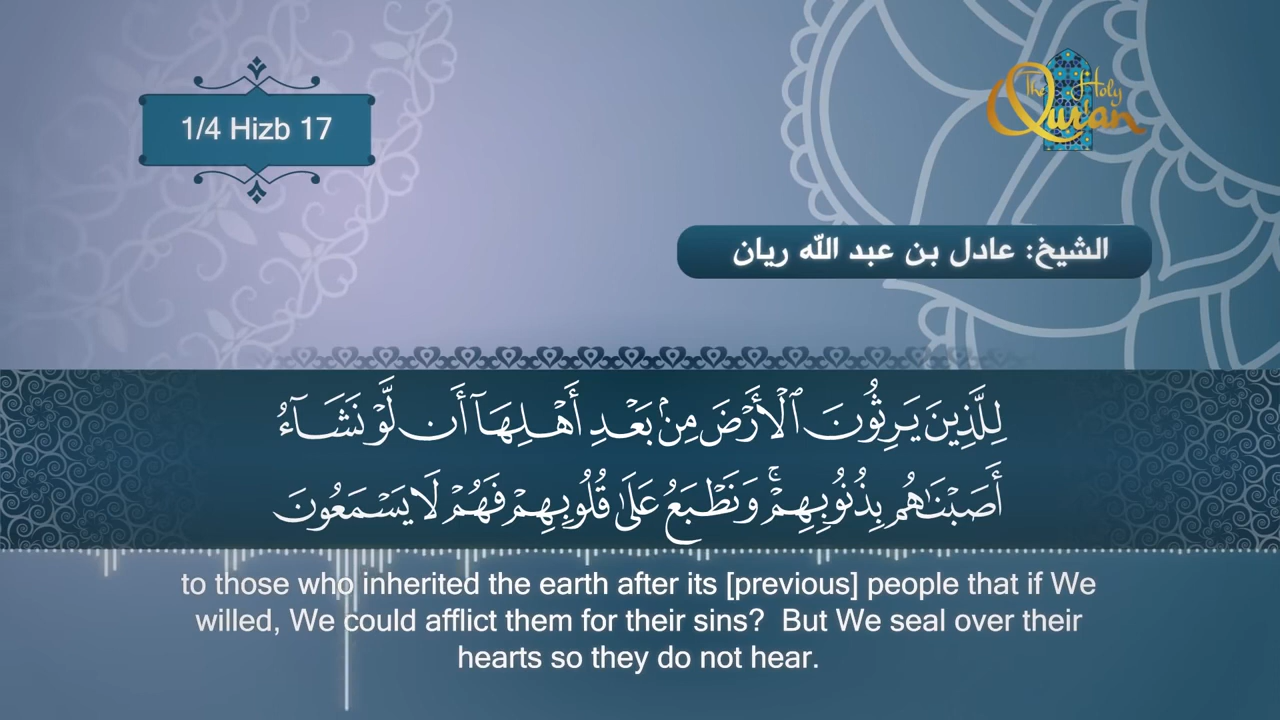 1/4 Hizb 17
The Holy
Quran
الشيخ: عادل بن عبد الله ريان
لِلَّذِينَ يَرِثُونَ ٱلْأَرْضَ مِنۢ بَعْدِ أَهْلِهَآ أَن لَّوْ نَشَآءُ
أَصَبْنَٰهُم بِذُنُوبِهِمْ ۚ وَنَطْبَعُ عَلَىٰ قُلُوبِهِمْ فَهُمْ لَا يَسْمَعُونَ
to those who inherited the earth after its [previous] people that if We
willed, We could afflict them for their sins?  But We seal over their
hearts so they do not hear.